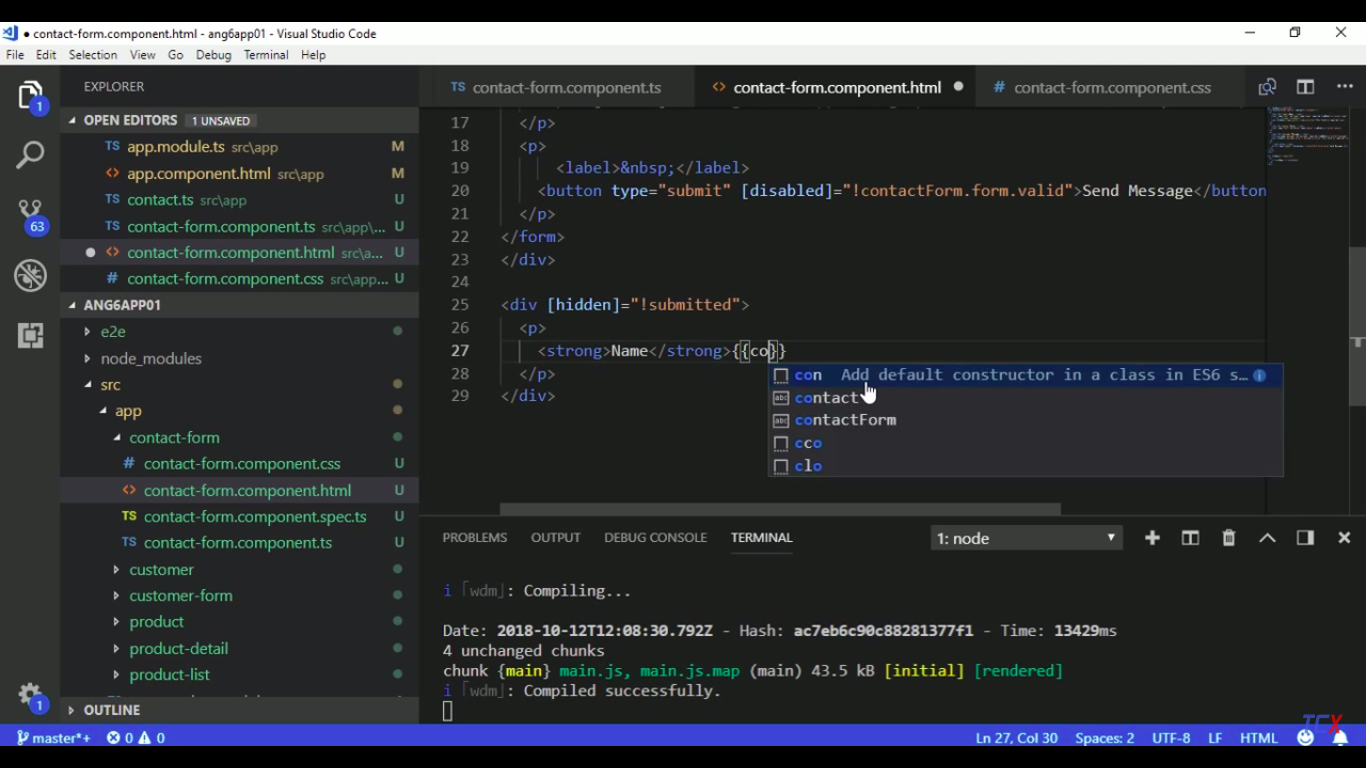 ● contact-form.component.html - ang6app01 - Visual Studio Code
File Edit Selection View Go Debug Terminal Help
EXPLORER
OPEN EDITORS 1 UNSAVED
TS app.module.ts src\app M
<> app.component.html src\app M
TS contact.ts src\app U
TS contact-form.component.ts src\app\... U
<> contact-form.component.html src\a... U
# contact-form.component.css src\app... U
ANG6APP01
e2e
node_modules
src
app
contact-form
# contact-form.component.css U
<> contact-form.component.html U
TS contact-form.component.spec.ts U
TS contact-form.component.ts U
customer
customer-form
product
product-detail
product-list
OUTLINE
1
63
1
TS contact-form.component.ts <> contact-form.component.html # contact-form.component.css
17 </p>
18 <p>
19 <label>&nbsp;</label>
20 <button type="submit" [disabled]="!contactForm.form.valid">Send Message</button
21 </p>
22 </form>
23 </div>
24
25 <div [hidden]="!submitted">
26 <p>
27 <strong>Name</strong>{{co}}
28 </p>
29 </div>
con Add default constructor in a class in ES6 s...
abc contact
abc contactForm
cco
clo
PROBLEMS OUTPUT DEBUG CONSOLE TERMINAL 1: node
i ｢wdm｣: Compiling...
Date: 2018-10-12T12:08:30.792Z - Hash: ac7eb6c90c88281377f1 - Time: 13429ms
4 unchanged chunks
chunk {main} main.js, main.js.map (main) 43.5 kB [initial] [rendered]
i ｢wdm｣: Compiled successfully.
TCX
master*+ 0 0 Ln 27, Col 30 Spaces: 2 UTF-8 LF HTML